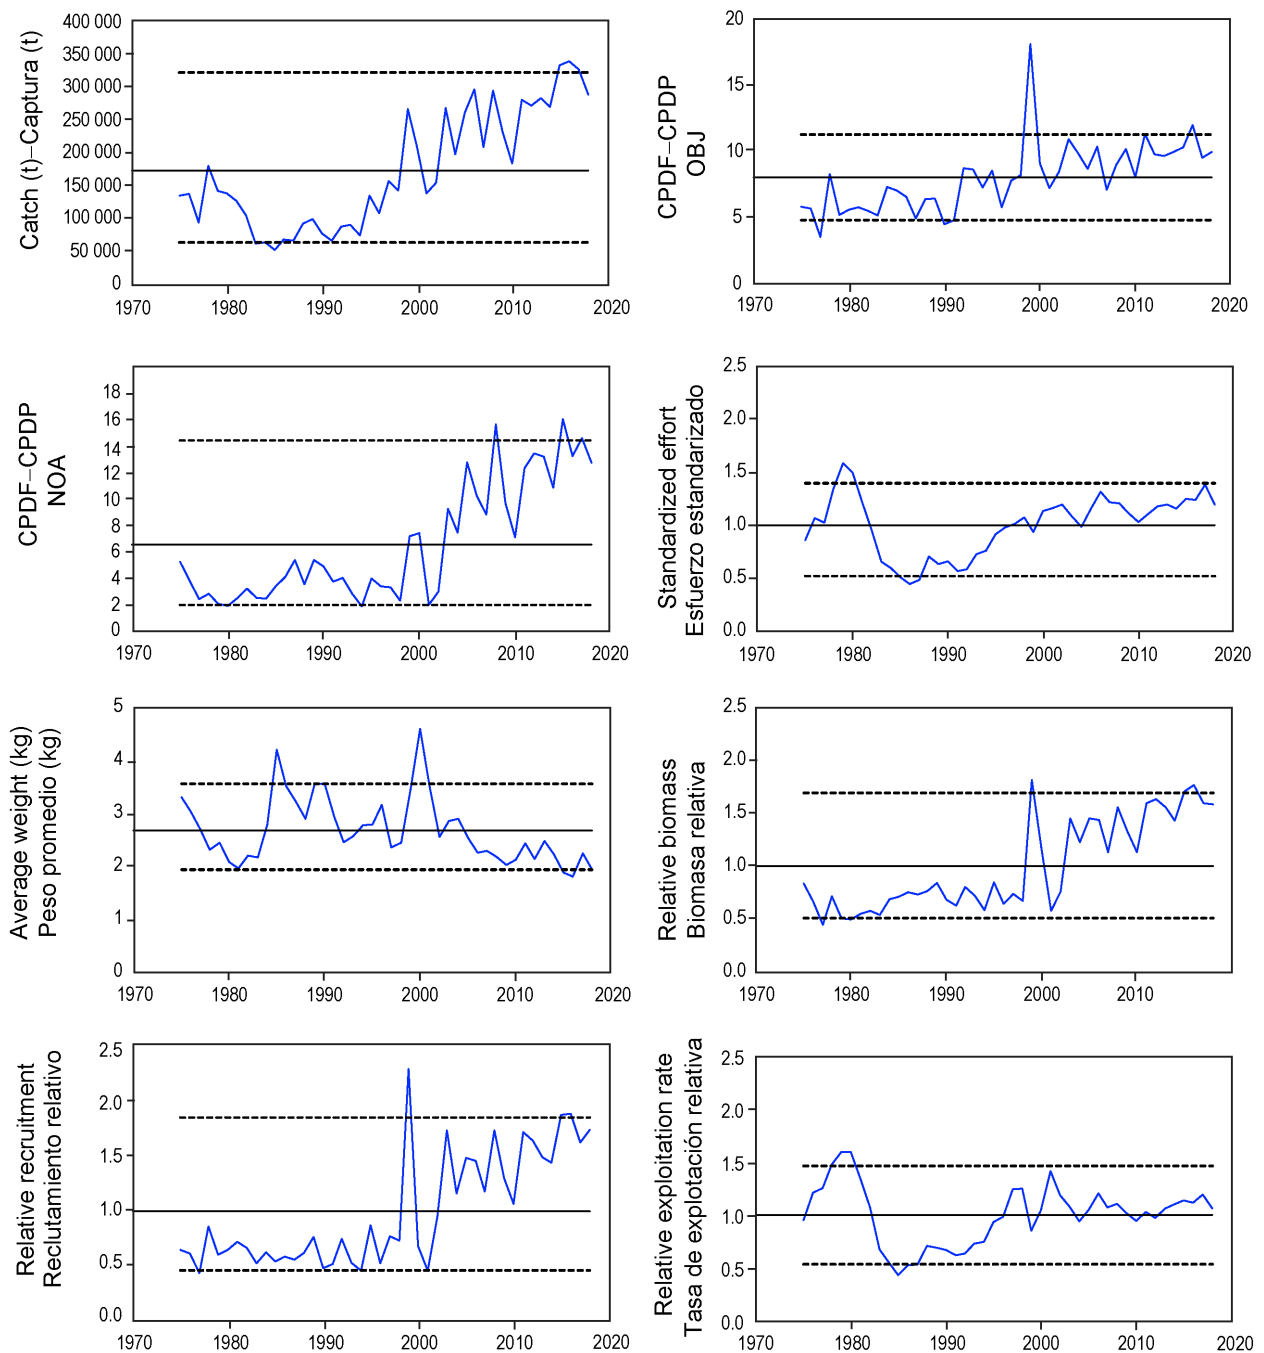 Catch (t)–Captura (t)
400 000
350 000
300 000
250 000
200 000
150 000
100 000
50 000
0
1970 1980 1990 2000 2010 2020
CPDF–CPDP
OBJ
20
15
10
5
0
1970 1980 1990 2000 2010 2020
CPDF–CPDP
NOA
18
16
14
12
10
8
6
4
2
0
1970 1980 1990 2000 2010 2020
Standardized effort
Esfuerzo estandarizado
2.5
2.0
1.5
1.0
0.5
0.0
1970 1980 1990 2000 2010 2020
Average weight (kg)
Peso promedio (kg)
5
4
3
2
1
0
1970 1980 1990 2000 2010 2020
Relative biomass
Biomasa relativa
2.5
2.0
1.5
1.0
0.5
0.0
1970 1980 1990 2000 2010
Relative recruitment
Reclutamiento relativo
2.5
2.0
1.5
1.0
0.5
0.0
1970 1980 1990 2000 2010 2020
Relative exploitation rate
Tasa de explotación relativa
2.5
2.0
1.5
1.0
0.5
0.0
1970 1980 1990 2000 2010 2020